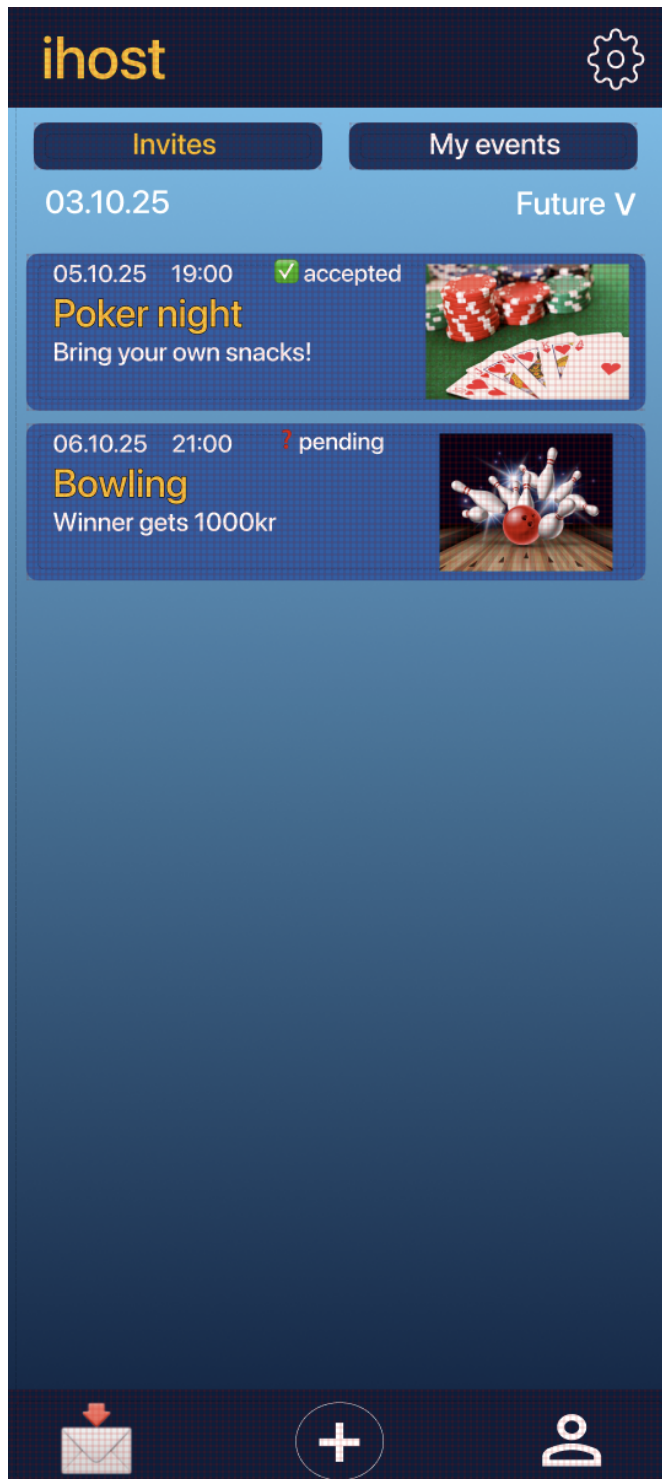 ihost
Invites My events
03.10.25 Future V
05.10.25 19:00 ✅ accepted
Poker night
Bring your own snacks!
06.10.25 21:00 ❓ pending
Bowling
Winner gets 1000kr